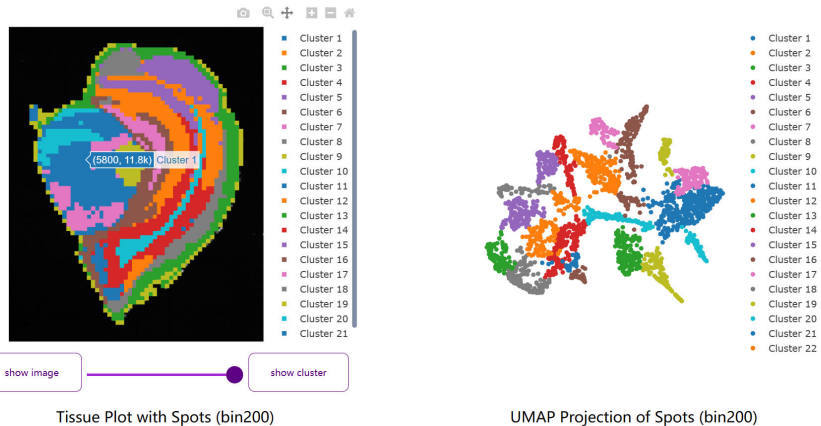 Cluster 1
Cluster 2
Cluster 3
Cluster 4
Cluster 5
Cluster 6
Cluster 7
Cluster 8
Cluster 9
Cluster 10
Cluster 11
Cluster 12
Cluster 13
Cluster 14
Cluster 15
Cluster 16
Cluster 17
Cluster 18
Cluster 19
Cluster 20
Cluster 21
(5800, 11.8k) Cluster 1
show image
show cluster
Tissue Plot with Spots (bin200)
Cluster 1
Cluster 2
Cluster 3
Cluster 4
Cluster 5
Cluster 6
Cluster 7
Cluster 8
Cluster 9
Cluster 10
Cluster 11
Cluster 12
Cluster 13
Cluster 14
Cluster 15
Cluster 16
Cluster 17
Cluster 18
Cluster 19
Cluster 20
Cluster 21
Cluster 22
UMAP Projection of Spots (bin200)